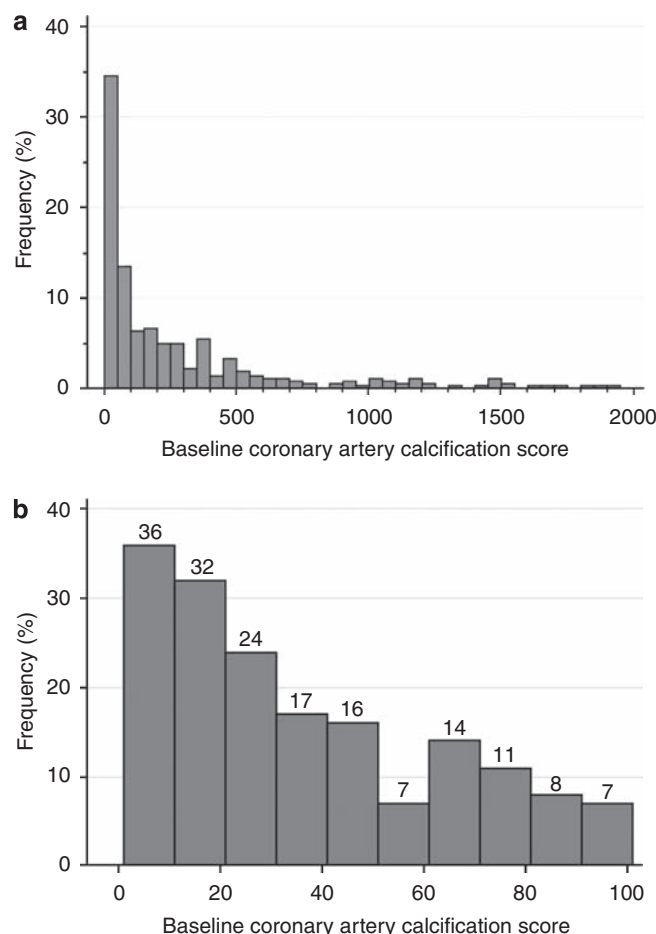 a
40
30
20
10
0
Frequency (%)
0 500 1000 1500 2000
Baseline coronary artery calcification score
b
40
30
20
10
0
Frequency (%)
36
32
24
17
16
7
14
11
8
7
0 20 40 60 80 100
Baseline coronary artery calcification score